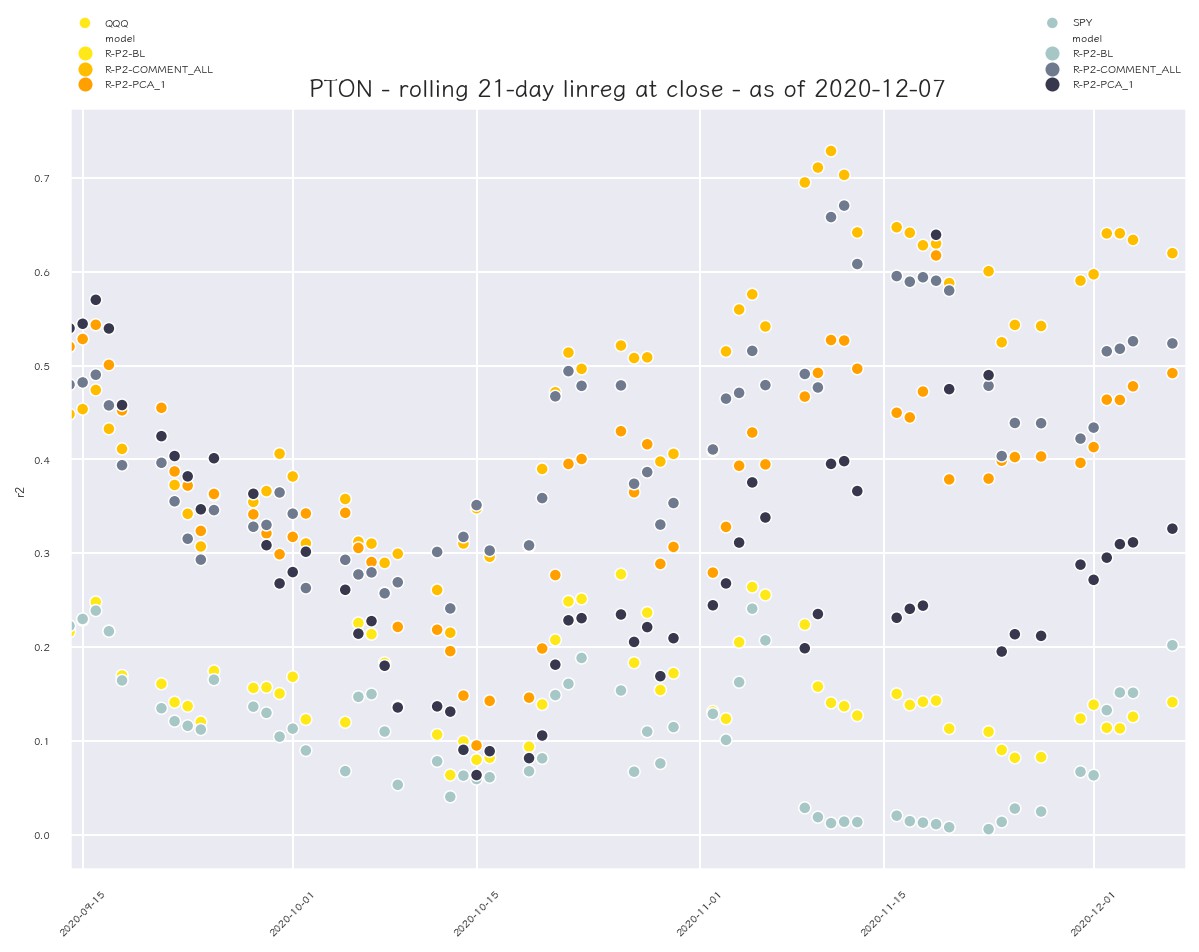 QQQ
model
R-P2-BL
R-P2-COMMENT_ALL
R-P2-PCA_1
SPY
model
R-P2-BL
R-P2-COMMENT_ALL
R-P2-PCA_1
PTON - rolling 21-day linreg at close - as of 2020-12-07
0.7
0.6
0.5
0.4
0.3
0.2
0.1
0.0
r2
2020-09-15
2020-10-01
2020-10-15
2020-11-01
2020-11-15
2020-12-01